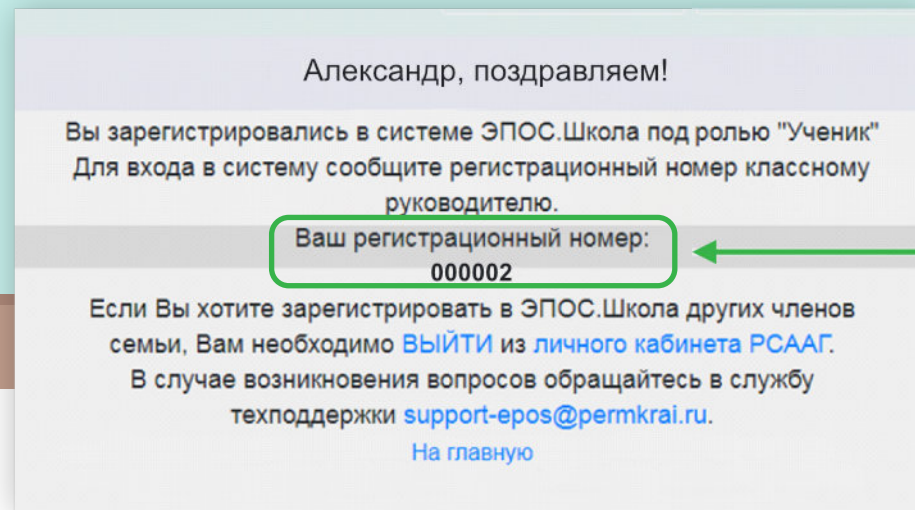 Александр, поздравляем!
Вы зарегистрировались в системе ЭПОС.Школа под ролью "Ученик"
Для входа в систему сообщите регистрационный номер классному
руководителю.
Ваш регистрационный номер:
000002
Если Вы хотите зарегистрировать в ЭПОС.Школа других членов
семьи, Вам необходимо ВЫЙТИ из личного кабинета РСААГ.
В случае возникновения вопросов обращайтесь в службу
техподдержки support-epos@permkrai.ru.
На главную